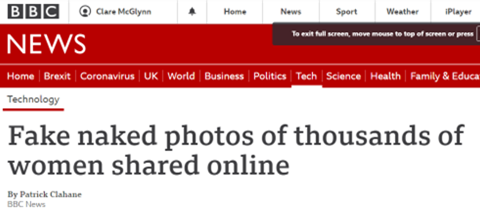 BBC Clare McGlynn Home News Sport Weather iPlayer
NEWS To exit full screen, move mouse to top of screen or press
Home Brexit Coronavirus UK World Business Politics Tech Science Health Family & Educa
Technology
Fake naked photos of thousands of
women shared online
By Patrick Clahane
BBC News